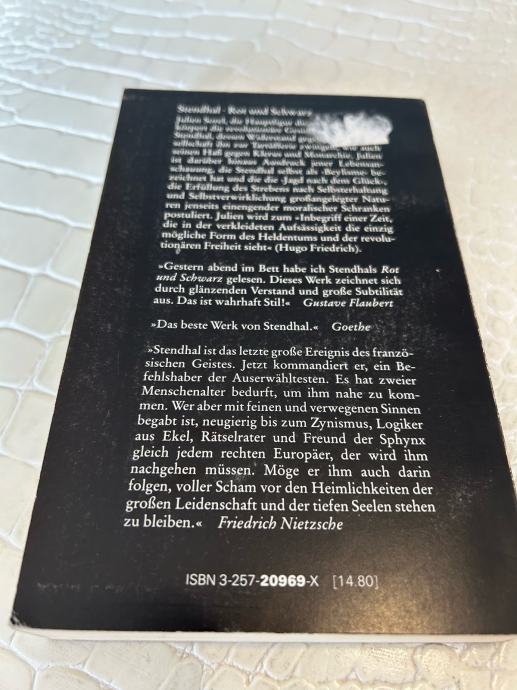 Stendhal · Rot und Schwarz
Julien Sorel, die Hauptfigur
körpert die revolutionäre
Stendhal, dessen Widerstand
sellschaft ihn zur Tartüfferie zwingen, wie auch
seinen Haß gegen Klerus und Monarchie. Julien
ist darüber hinaus Ausdruck jener Lebensan-
schauung, die Stendhal selbst als ›Beylisme‹ be-
zeichnet hat und die die ›Jagd nach dem Glück‹,
die Erfüllung des Strebens nach Selbsterhaltung
und Selbstverwirklichung großangelegter Natu-
ren jenseits einengender moralischer Schranken
postuliert. Julien wird zum »Inbegriff einer Zeit,
die in der verkleideten Aufsässigkeit die einzig
mögliche Form des Heldentums und der revolu-
tionären Freiheit sieht« (Hugo Friedrich).
»Gestern abend im Bett habe ich Stendhals Rot
und Schwarz gelesen. Dieses Werk zeichnet sich
durch glänzenden Verstand und große Subtilität
aus. Das ist wahrhaft Stil!« Gustave Flaubert
»Das beste Werk von Stendhal.« Goethe
»Stendhal ist das letzte große Ereignis des franzö-
sischen Geistes. Jetzt kommandiert er, ein Be-
fehlshaber der Auserwähltesten. Es hat zweier
Menschenalter bedurft, um ihm nahe zu kom-
men. Wer aber mit feinen und verwegenen Sinnen
begabt ist, neugierig bis zum Zynismus, Logiker
aus Ekel, Rätselrater und Freund der Sphynx
gleich jedem rechten Europäer, der wird ihm
nachgehen müssen. Möge er ihm auch darin
folgen, voller Scham vor den Heimlichkeiten der
großen Leidenschaft und der tiefen Seelen stehen
zu bleiben.« Friedrich Nietzsche
ISBN 3-257-20969-X [14.80]